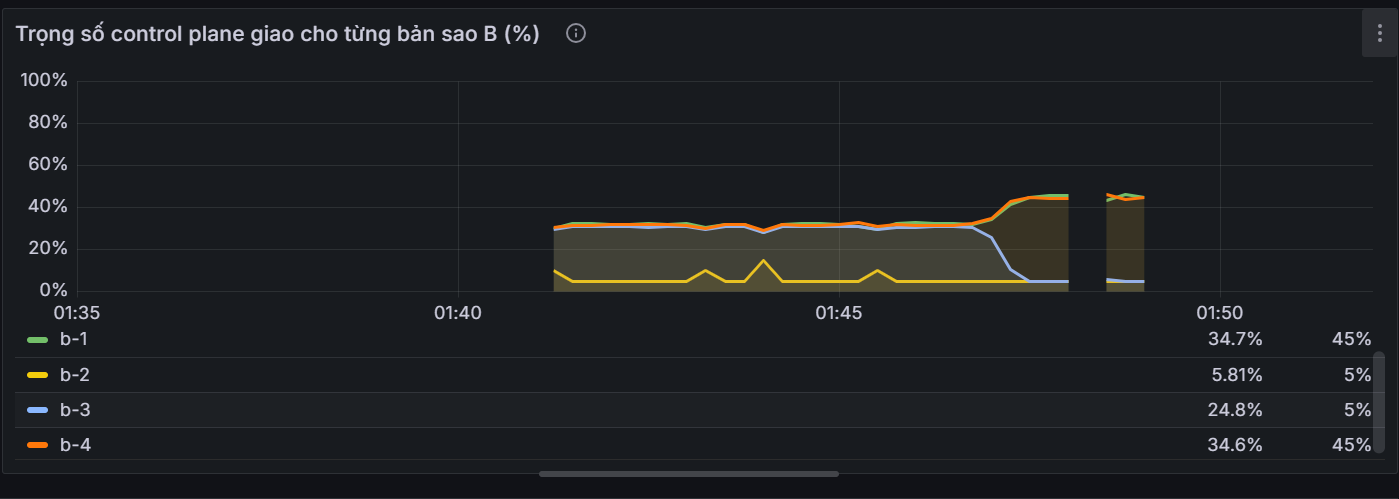 Trọng số control plane giao cho từng bản sao B (%)
100%
80%
60%
40%
20%
0%
01:35 01:40 01:45 01:50
b-1 34.7% 45%
b-2 5.81% 5%
b-3 24.8% 5%
b-4 34.6% 45%